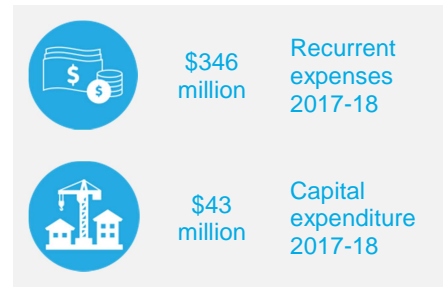 $346
million
Recurrent
expenses
2017-18
$43
million
Capital
expenditure
2017-18